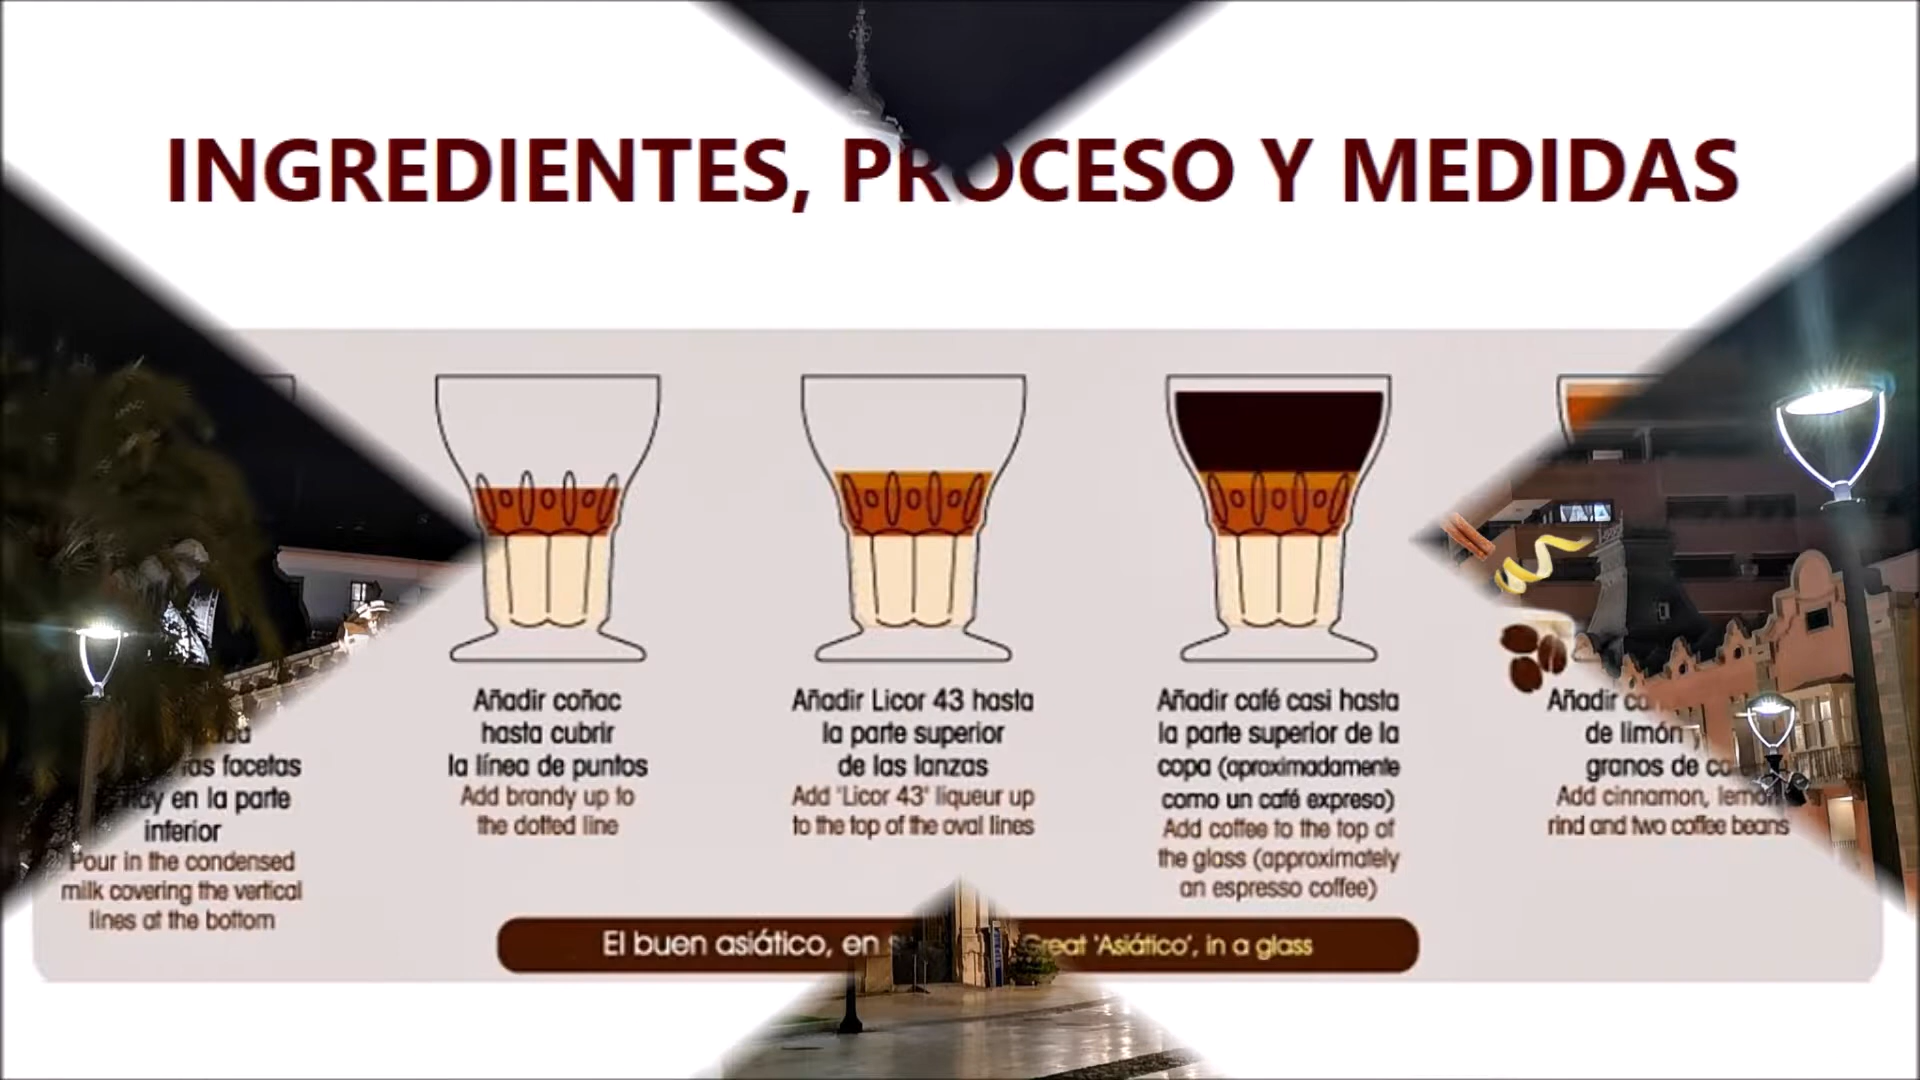 INGREDIENTES, PROCESO Y MEDIDAS
las facetas
en la parte
inferior
Pour in the condensed
milk covering the vertical
lines at the bottom
Añadir coñac
hasta cubrir
la línea de puntos
Add brandy up to
the dotted line
Añadir Licor 43 hasta
la parte superior
de las lanzas
Add 'Licor 43' liqueur up
to the top of the oval lines
Añadir café casi hasta
la parte superior de la
copa (aproximadamente
como un café expreso)
Add coffee to the top of
the glass (approximately
an espresso coffee)
Añadir
de limón
granos de
Add cinnamon, lemon
rind and two coffee beans
El buen asiático, en
Great 'Asiático', in a glass